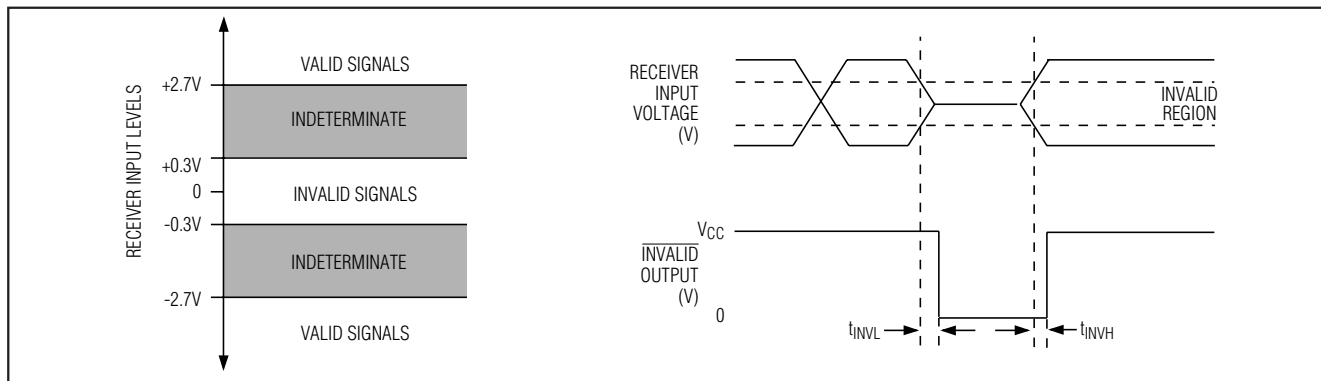 RECEIVER INPUT LEVELS
VALID SIGNALS
+2.7V
INDETERMINATE
+0.3V
0
INVALID SIGNALS
-0.3V
INDETERMINATE
-2.7V
VALID SIGNALS
RECEIVER
INPUT
VOLTAGE
(V)
INVALID
REGION
VCC
INVALID
OUTPUT
(V)
0
tINVL
tINVH